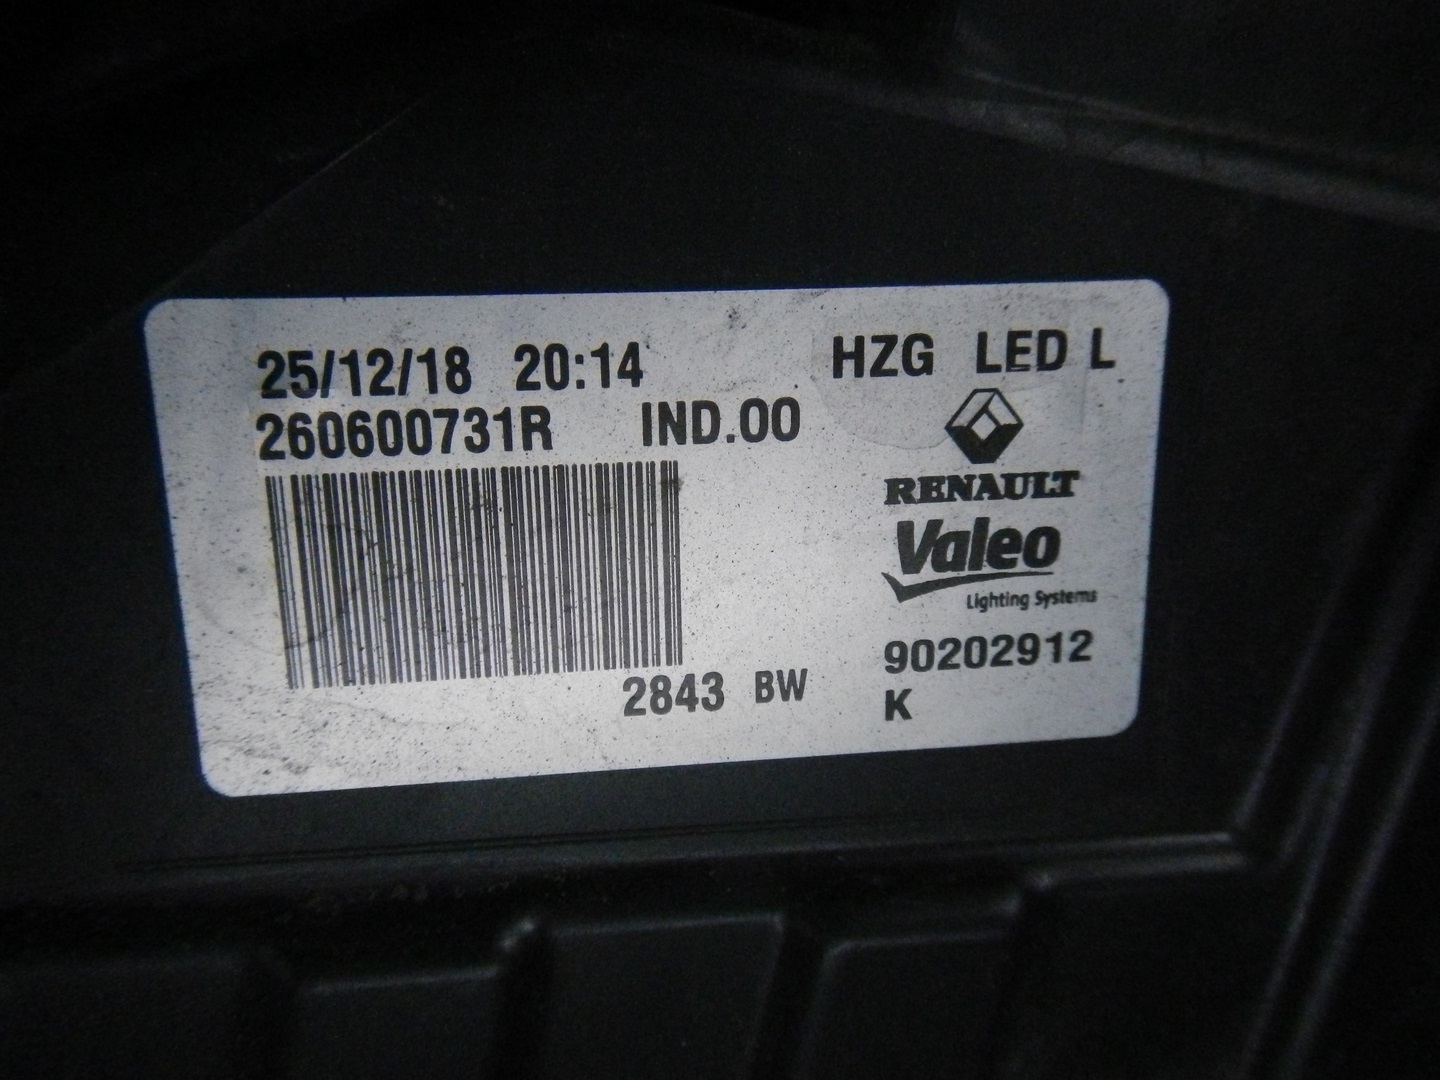 25/12/18 20:14 HZG LED L
260600731R IND.00
RENAULT
Valeo
Lighting Systems
2843 BW
90202912
K